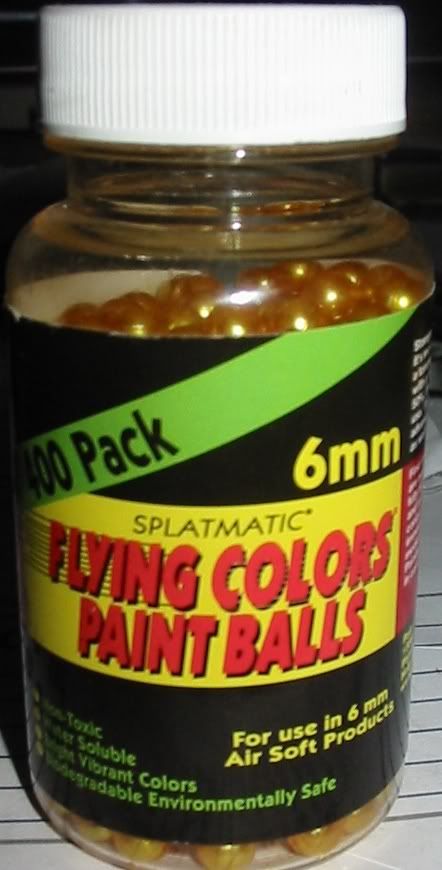 400 Pack
6mm
SPLATMATIC®
FLYING COLORS
PAINT BALLS
Non-Toxic
Water Soluble
Bright Vibrant Colors
Biodegradable Environmentally Safe
For use in 6 mm
Air Soft Products